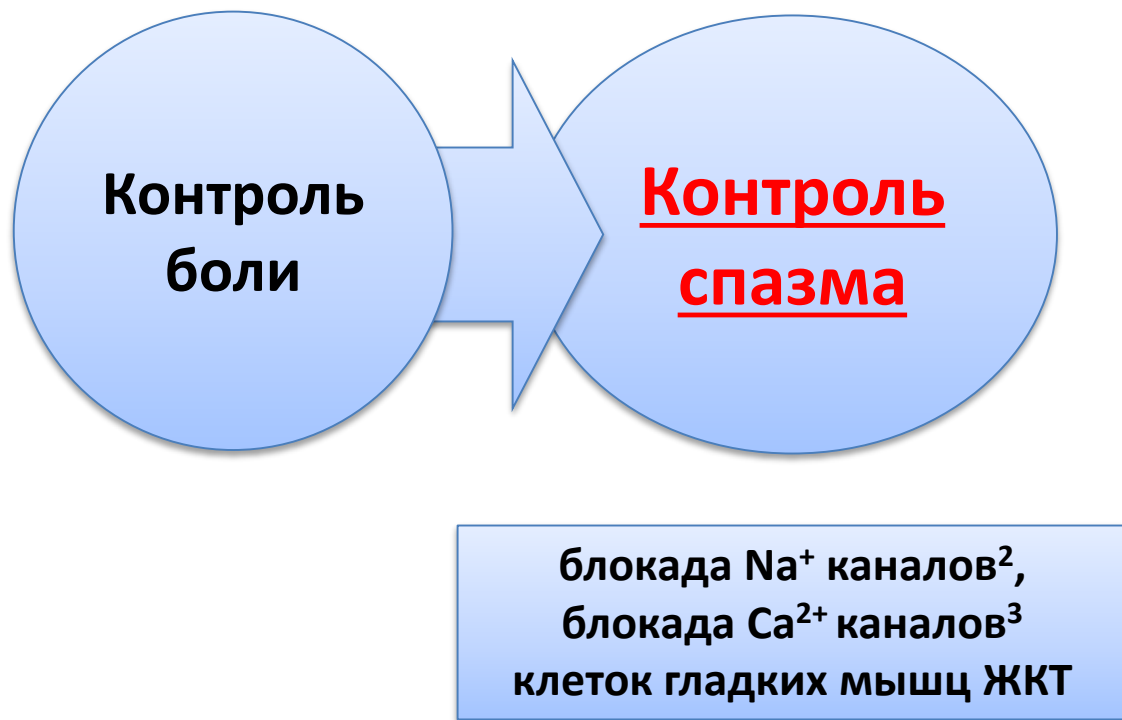 Контроль
боли
Контроль
спазма
блокада Na⁺ каналов²,
блокада Ca²⁺ каналов³
клеток гладких мышц ЖКТ